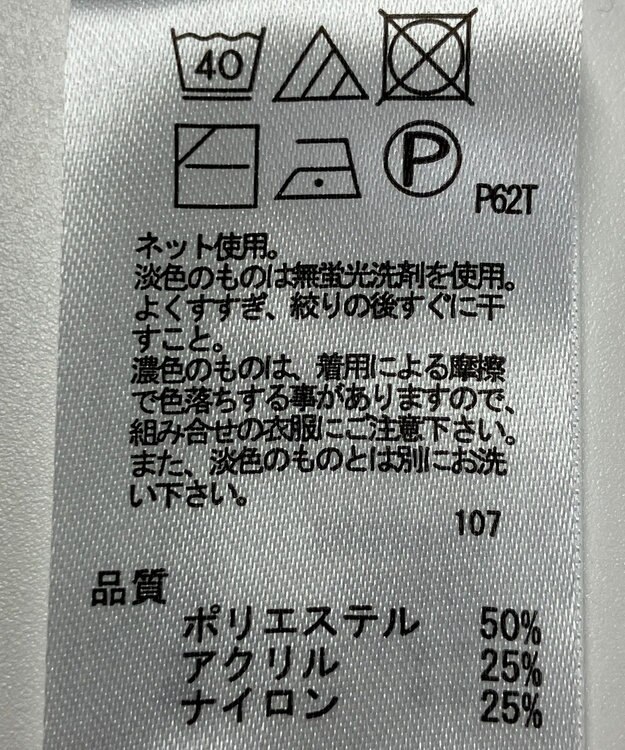 40
P
P62T
ネット使用。
淡色のものは無蛍光洗剤を使用。
よくすすぎ、絞りの後すぐに干
すこと。
濃色のものは、着用による摩擦
で色落ちする事がありますので、
組み合せの衣服にご注意下さい。
また、淡色のものとは別にお洗
い下さい。
107
品質
ポリエステル 50%
アクリル 25%
ナイロン 25%